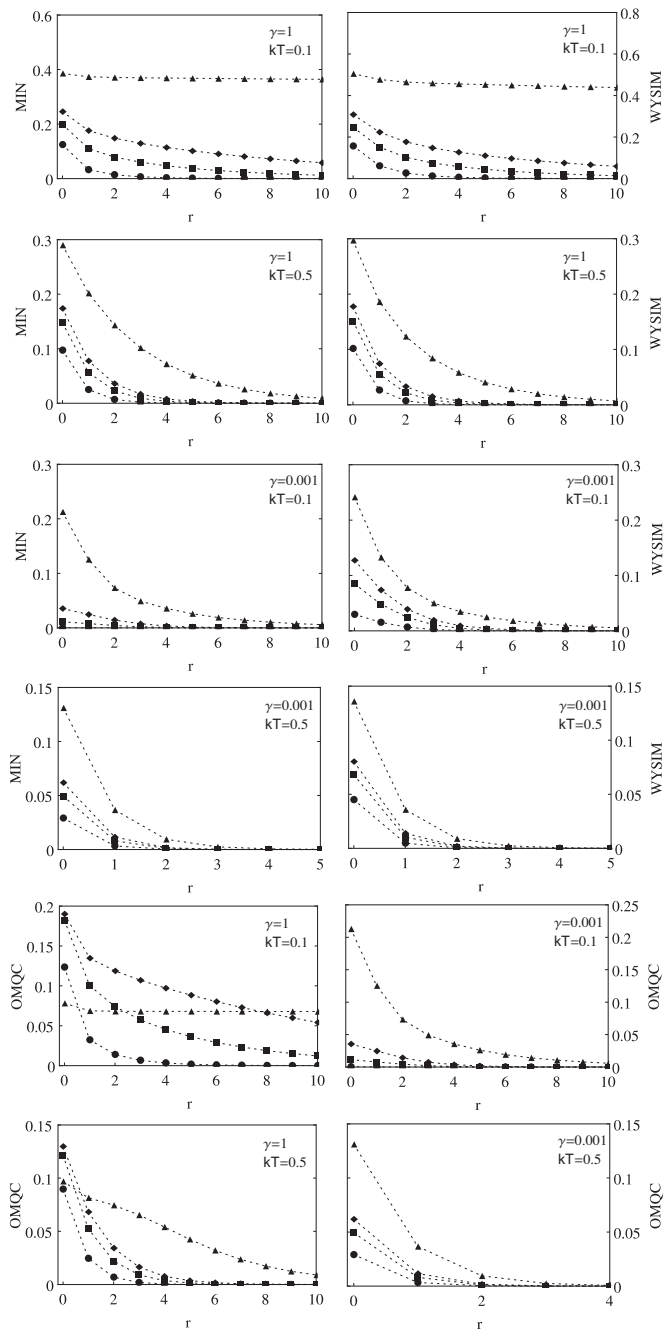 0.6
0.4
0.2
0
MIN
γ=1
kT=0.1
0 2 4 6 8 10
r
γ=1
kT=0.1
0.8
0.6
0.4
0.2
0
WYSIM
0 2 4 6 8 10
r
0.3
0.2
0.1
0
MIN
γ=1
kT=0.5
0 2 4 6 8 10
r
γ=1
kT=0.5
0.3
0.2
0.1
0
WYSIM
0 2 4 6 8 10
r
0.3
0.2
0.1
0
MIN
γ=0.001
kT=0.1
0 2 4 6 8 10
r
γ=0.001
kT=0.1
0.3
0.2
0.1
0
WYSIM
0 2 4 6 8 10
r
0.15
0.1
0.05
0
MIN
γ=0.001
kT=0.5
0 1 2 3 4 5
r
γ=0.001
kT=0.5
0.15
0.1
0.05
0
WYSIM
0 1 2 3 4 5
r
0.2
0.15
0.1
0.05
0
OMQC
γ=1
kT=0.1
0 2 4 6 8 10
r
γ=0.001
kT=0.1
0.25
0.2
0.15
0.1
0.05
0
OMQC
0 2 4 6 8 10
r
0.15
0.1
0.05
0
OMQC
γ=1
kT=0.5
0 2 4 6 8 10
r
γ=0.001
kT=0.5
0.15
0.1
0.05
0
OMQC
0 2 4
r